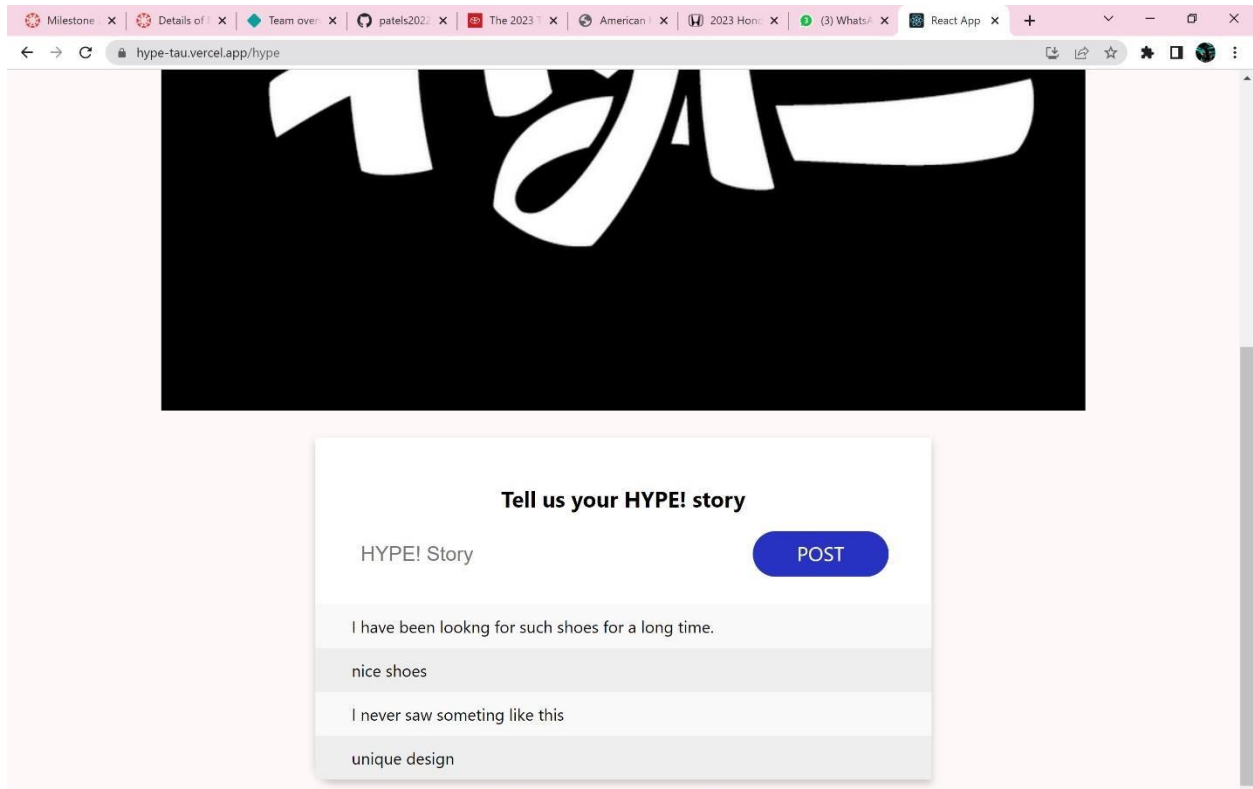 Milestone
Details of
Team over
patels2022
The 2023 T
American
2023 Hond
(3) WhatsA
React App
hype-tau.vercel.app/hype
Tell us your HYPE! story
HYPE! Story
POST
I have been lookng for such shoes for a long time.
nice shoes
I never saw someting like this
unique design